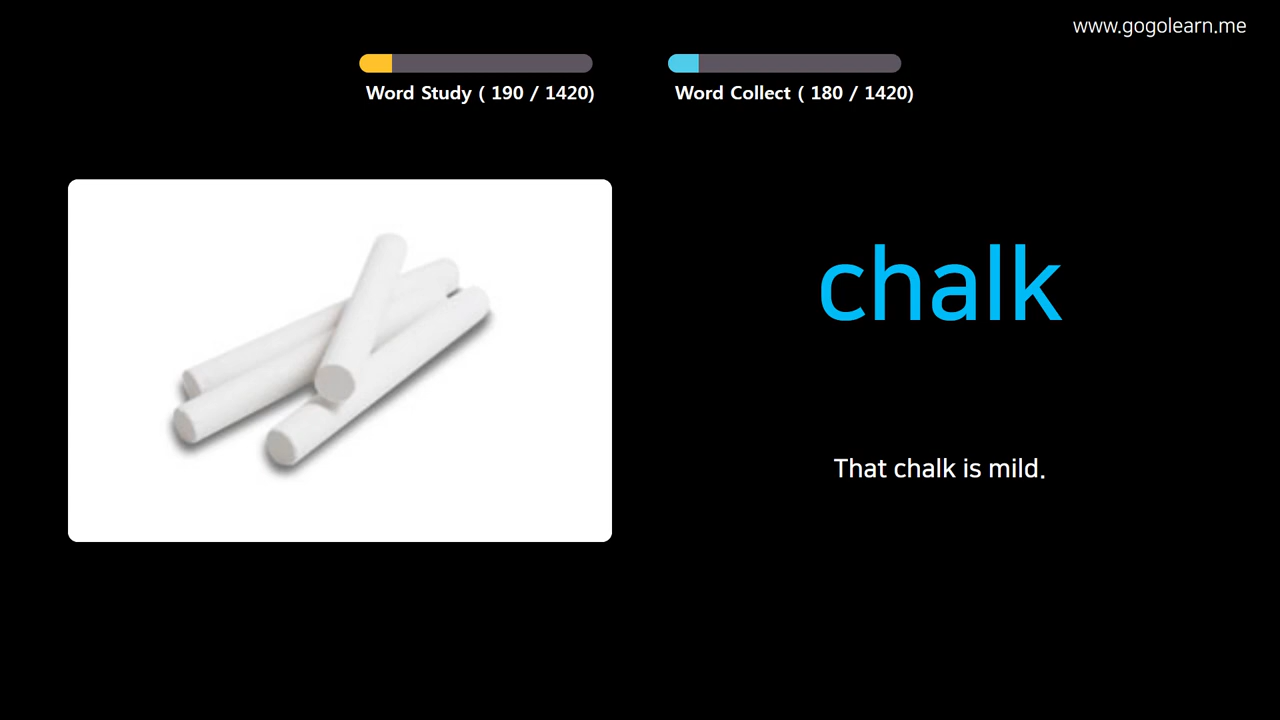 www.gogolearn.me
Word Study ( 190 / 1420)
Word Collect ( 180 / 1420)
chalk
That chalk is mild.